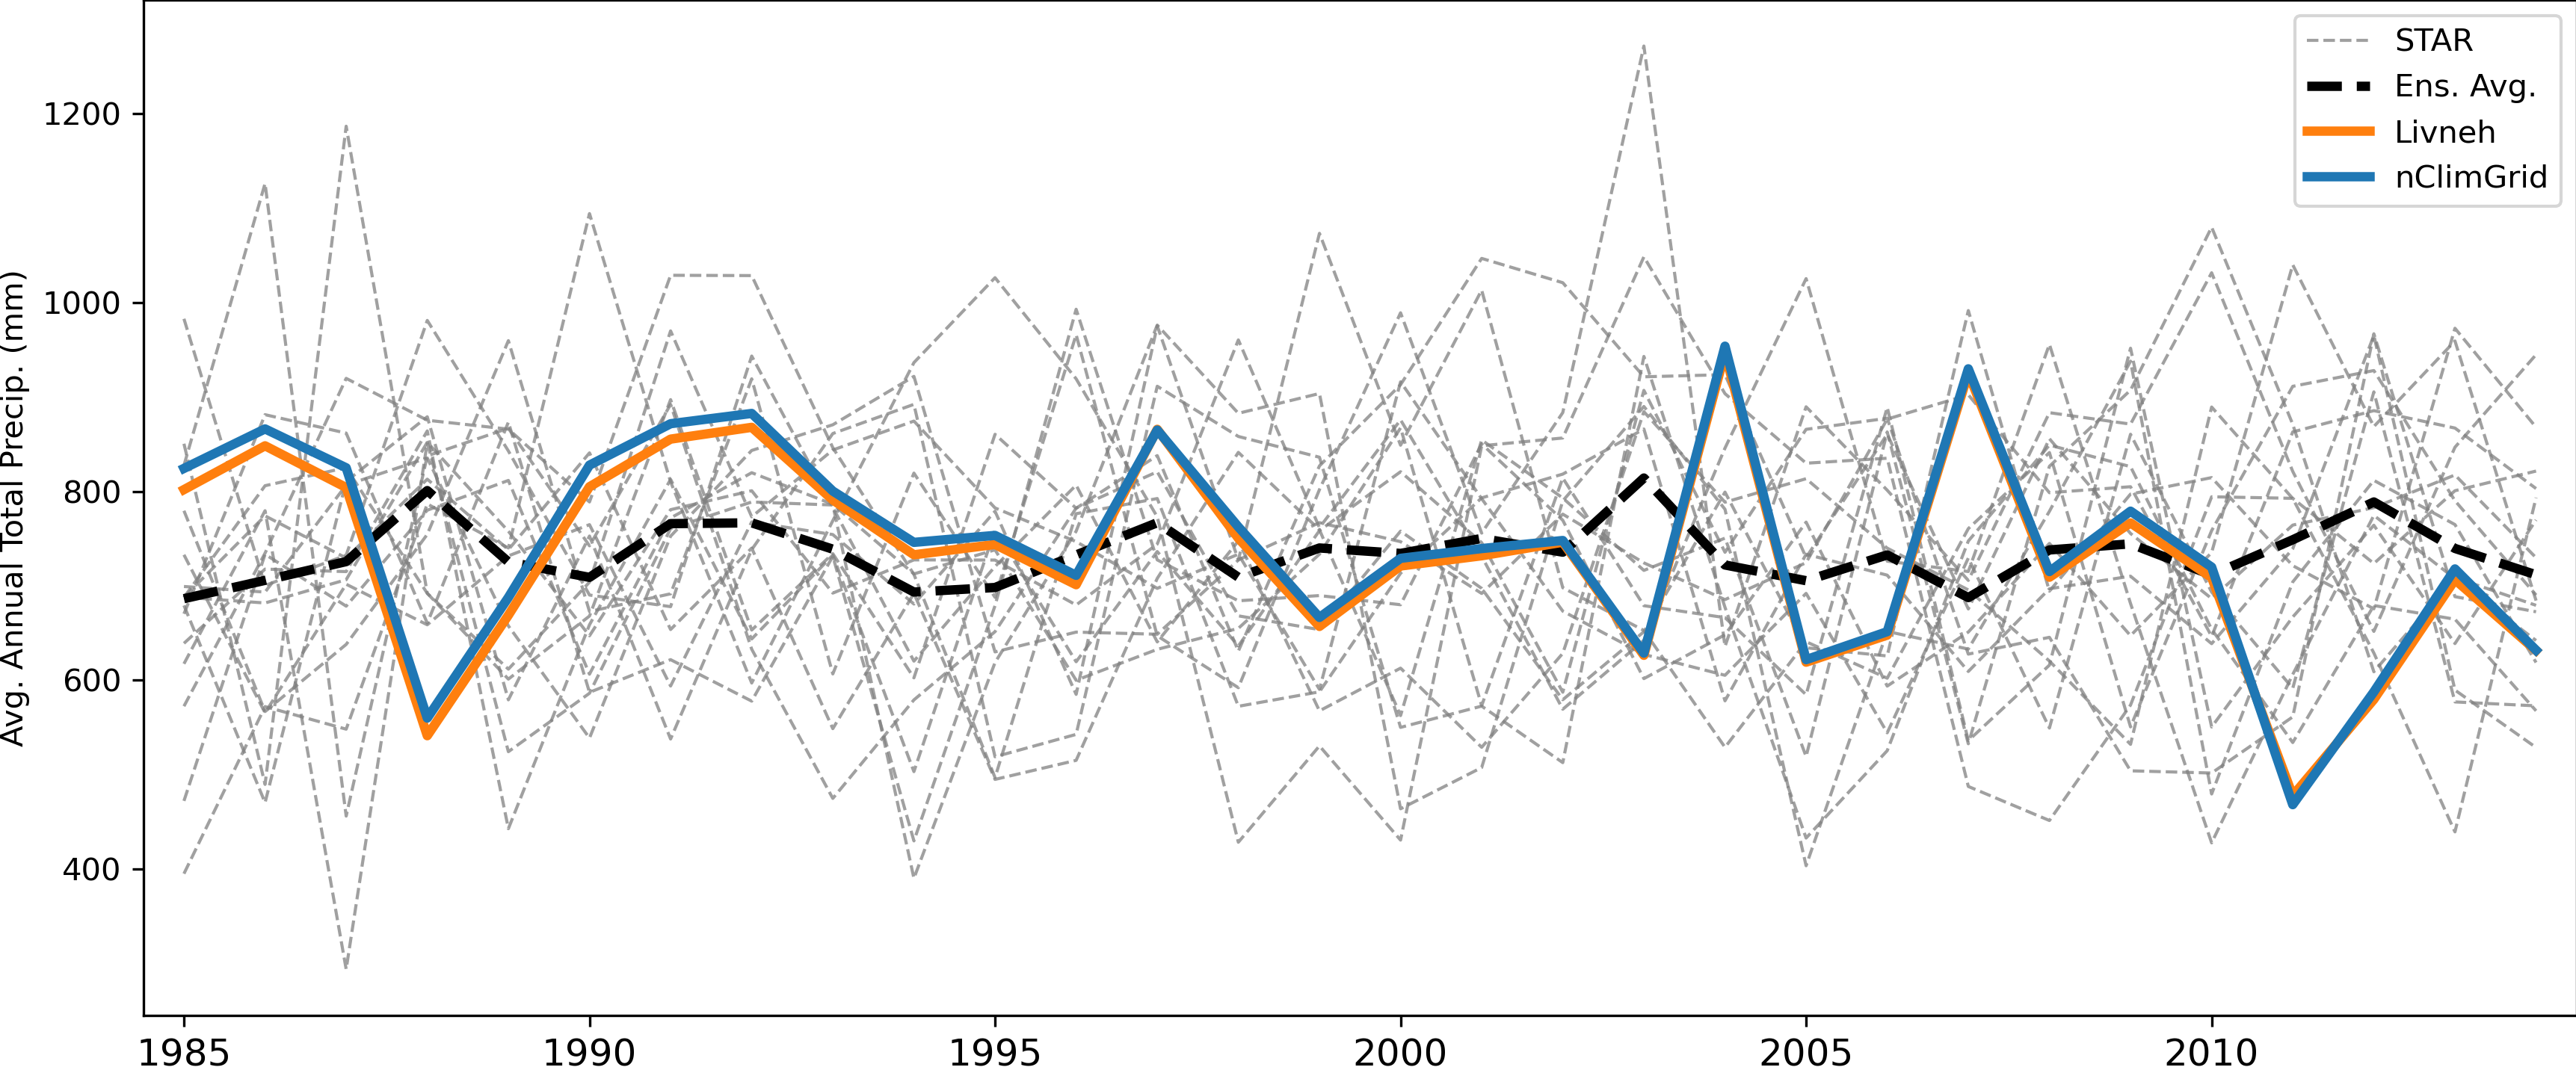 Avg. Annual Total Precip. (mm)
1200
1000
800
600
400
1985
1990
1995
2000
2005
2010
STAR
Ens. Avg.
Livneh
nClimGrid